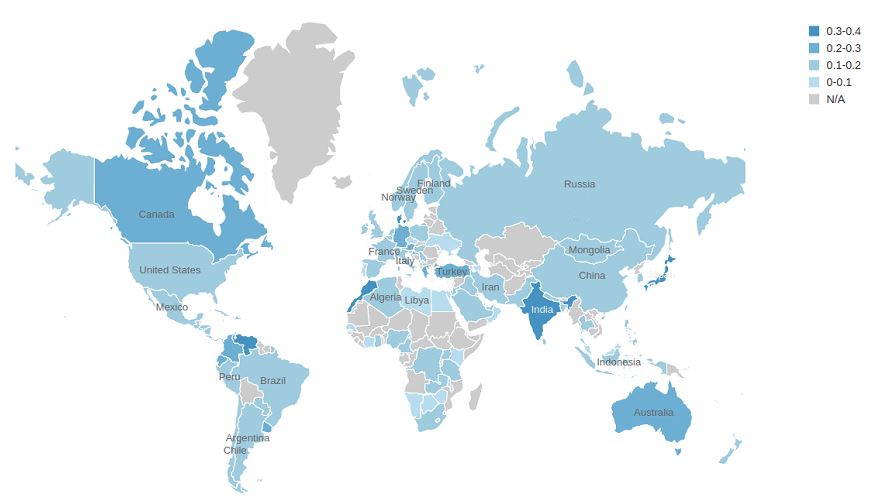 0.3-0.4
0.2-0.3
0.1-0.2
0-0.1
N/A
Finland
Sweden
Norway
Russia
Canada
France
Italy
Mongolia
United States
Turkey
China
Iran
Algeria
Libya
Mexico
India
Indonesia
Peru
Brazil
Australia
Argentina
Chile